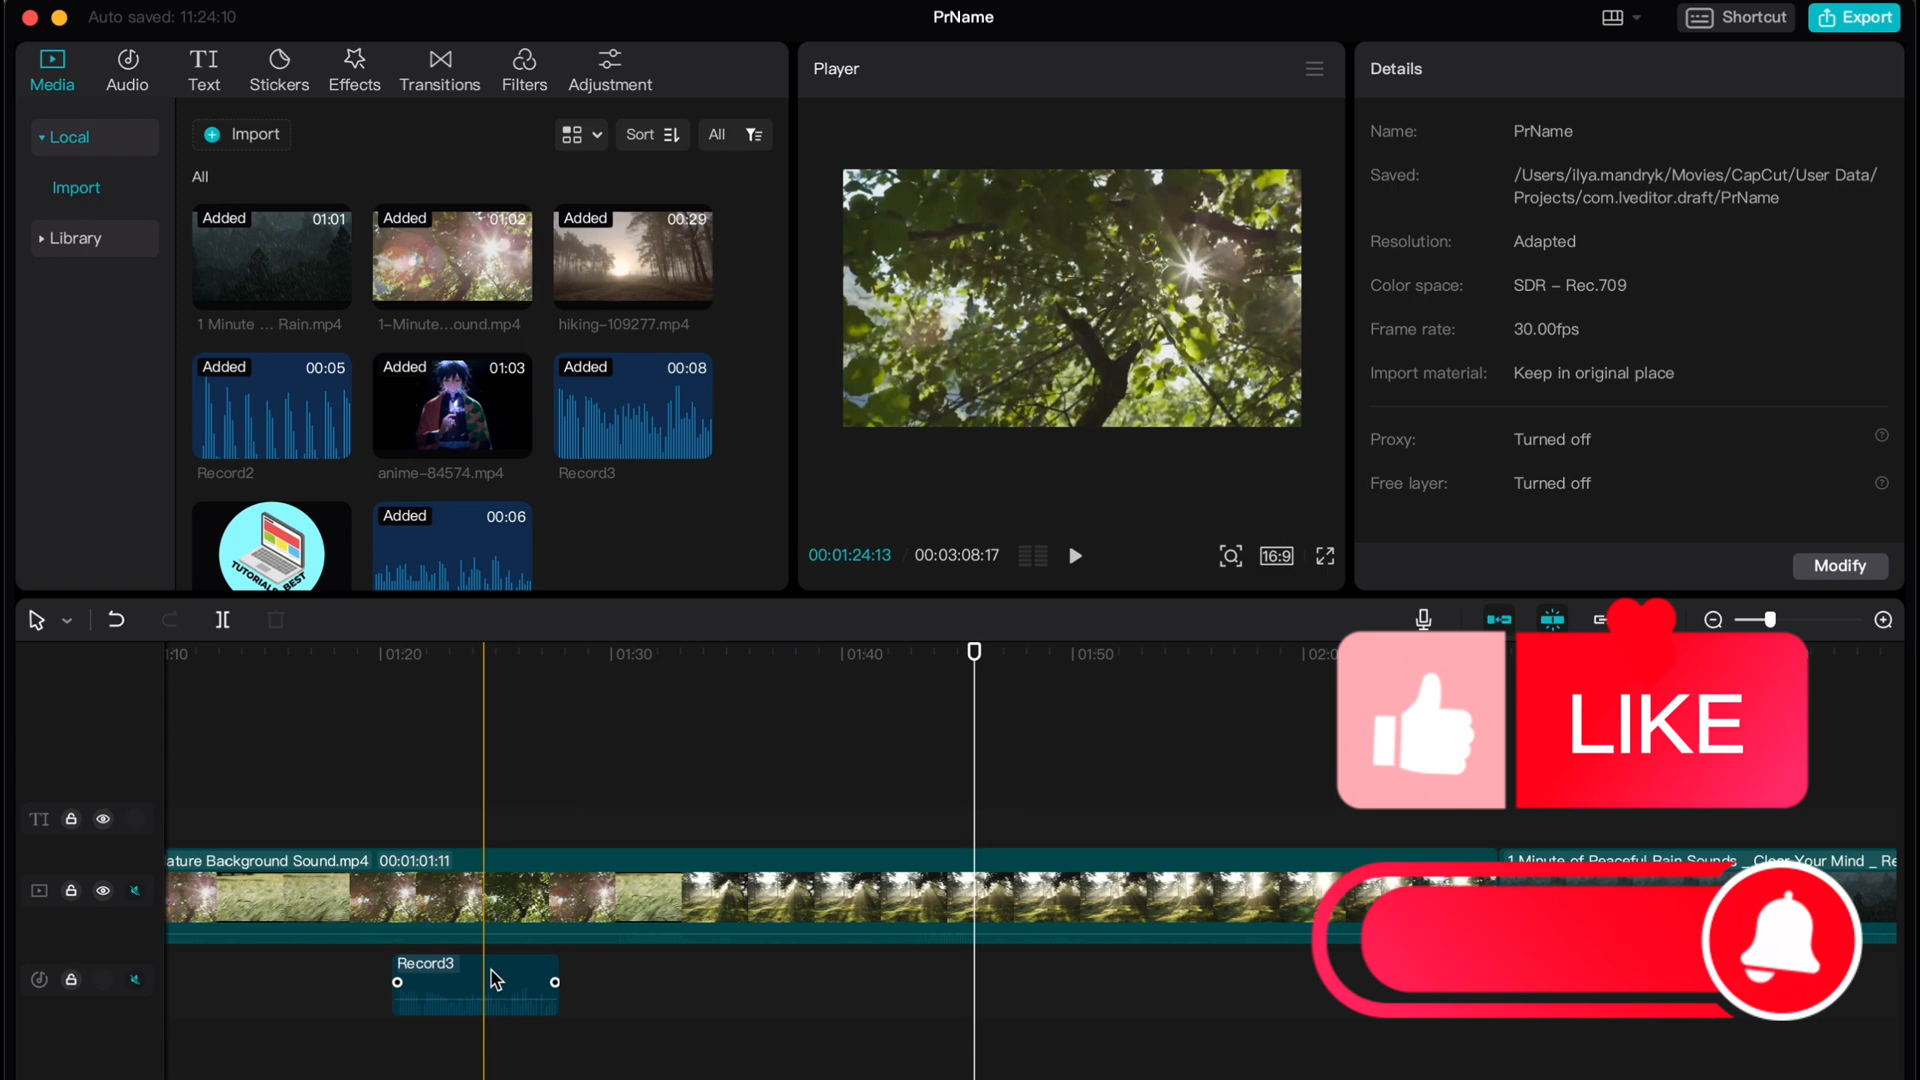 Auto saved: 11:24:10
PrName
Shortcut
Export
Media
Audio
Text
Stickers
Effects
Transitions
Filters
Adjustment
Local
Import
Library
Import
Sort
All
All
Added 01:01
1 Minute ... Rain.mp4
Added 01:02
1-Minute...ound.mp4
Added 00:29
hiking-109277.mp4
Added 00:05
Record2
Added 01:03
anime-84574.mp4
Added 00:08
Record3
TUTORIALS BEST
Added 00:06
Player
00:01:24:13 / 00:03:08:17
16:9
Details
Name: PrName
Saved: /Users/ilya.mandryk/Movies/CapCut/User Data/
Projects/com.lveditor.draft/PrName
Resolution: Adapted
Color space: SDR – Rec.709
Frame rate: 30.00fps
Import material: Keep in original place
Proxy: Turned off
Free layer: Turned off
Modify
1:10 01:20 01:30 01:40 01:50 02:0
LIKE
TI
ature Background Sound.mp4 00:01:01:11
1 Minute of Peaceful Rain Sounds _ Clear Your Mind _ Re
Record3